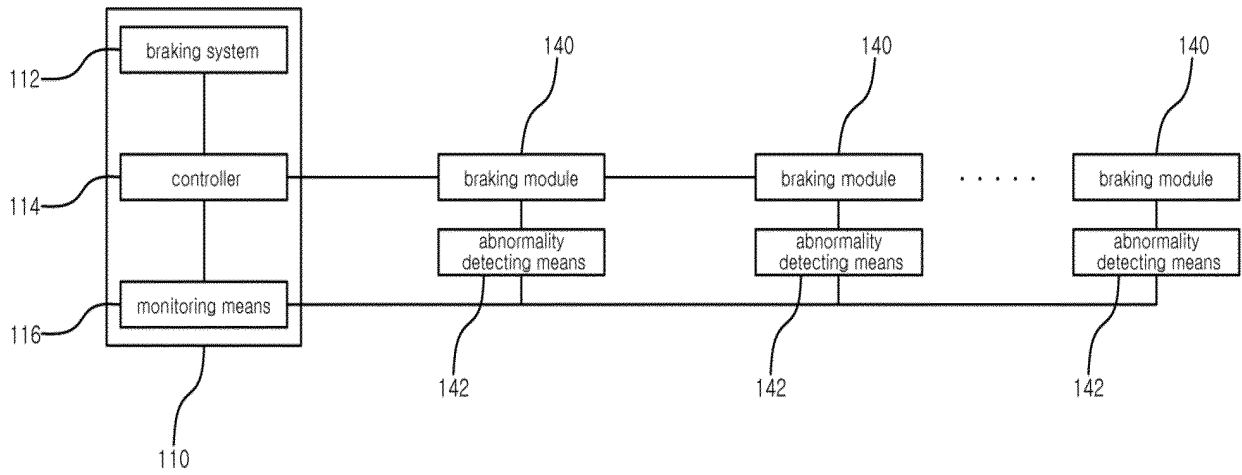 braking system
112
140
140
140
controller
114
braking module
braking module
. . . . .
braking module
abnormality
detecting means
abnormality
detecting means
abnormality
detecting means
monitoring means
116
142
142
142
110